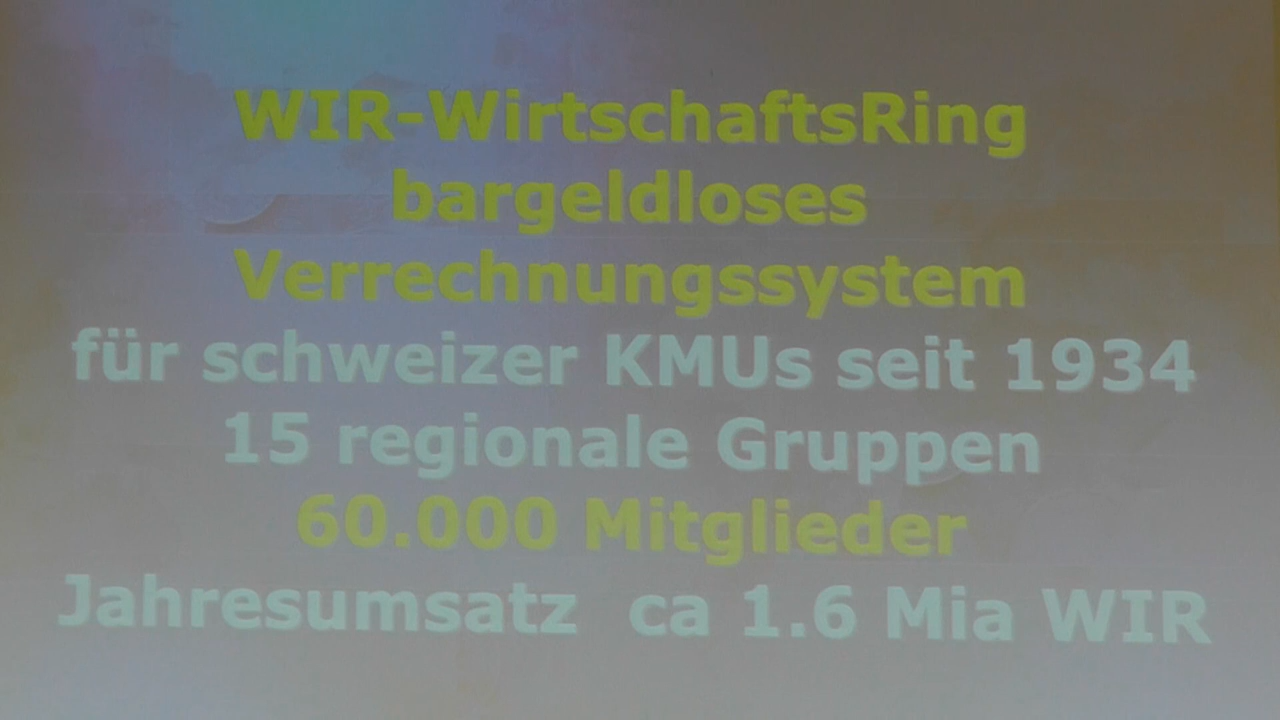 WIR-WirtschaftsRing
bargeldloses
Verrechnungssystem
für schweizer KMUs seit 1934
15 regionale Gruppen
60.000 Mitglieder
Jahresumsatz ca 1.6 Mia WIR